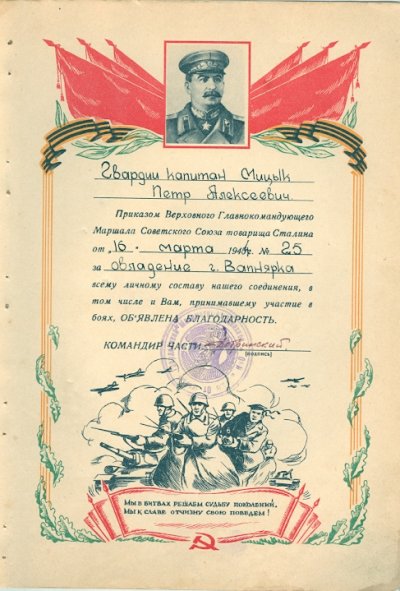 Гвардии капитан Мицык
Петр Алексеевич
Приказом Верховного Главнокомандующего
Маршала Советского Союза товарища Сталина
от „16 . марта 1944 г. № 25
за овладение г. Вапнярка
всему личному составу нашего соединения, в
том числе и Вам, принимавшему участие в
боях, ОБ'ЯВЛЕНА БЛАГОДАРНОСТЬ.
КОМАНДИР ЧАСТИ
(подпись)
МЫ В БИТВАХ РЕШАЕМ СУДЬБУ ПОКОЛЕНИЙ,
МЫ К СЛАВЕ ОТЧИЗНУ СВОЮ ПОВЕДЕМ!